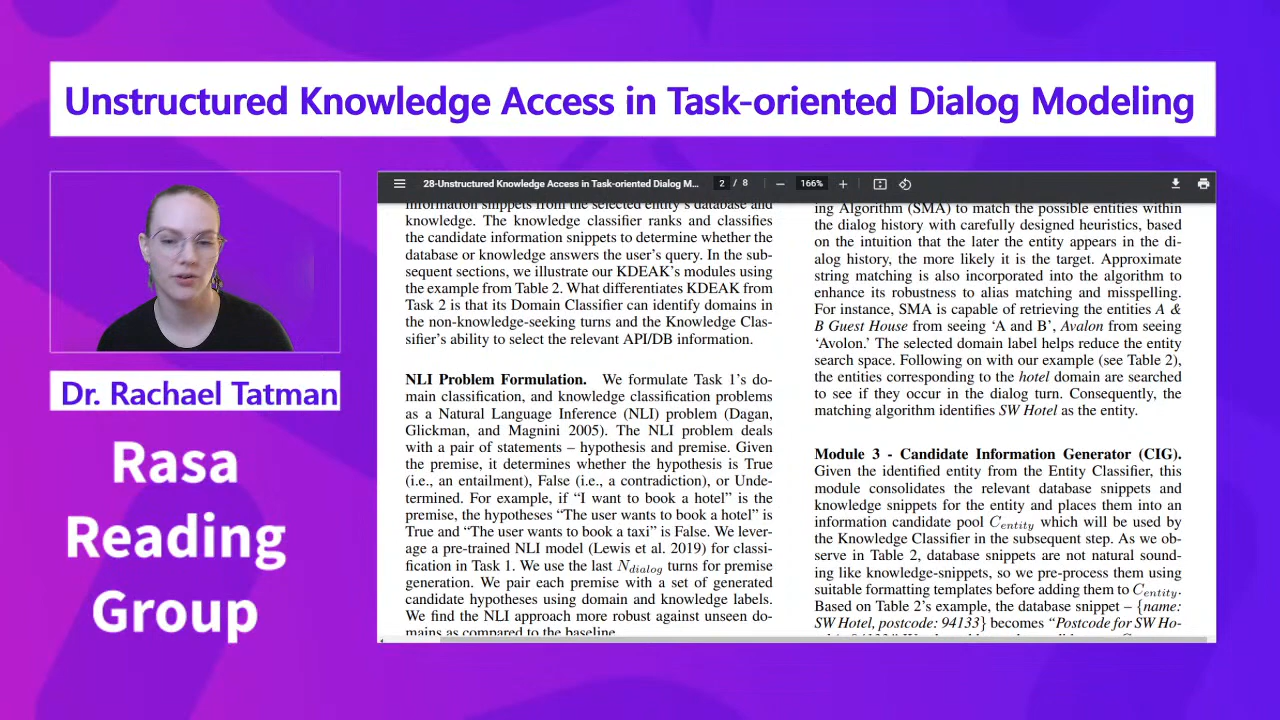 Unstructured Knowledge Access in Task-oriented Dialog Modeling
28-Unstructured Knowledge Access in Task-oriented Dialog M...
2 / 8
166%
Dr. Rachael Tatman
Rasa
Reading
Group
information snippets from the selected entity's database and
knowledge. The knowledge classifier ranks and classifies
the candidate information snippets to determine whether the
database or knowledge answers the user's query. In the sub-
sequent sections, we illustrate our KDEAK's modules using
the example from Table 2. What differentiates KDEAK from
Task 2 is that its Domain Classifier can identify domains in
the non-knowledge-seeking turns and the Knowledge Clas-
sifier's ability to select the relevant API/DB information.
NLI Problem Formulation. We formulate Task 1's do-
main classification, and knowledge classification problems
as a Natural Language Inference (NLI) problem (Dagan,
Glickman, and Magnini 2005). The NLI problem deals
with a pair of statements – hypothesis and premise. Given
the premise, it determines whether the hypothesis is True
(i.e., an entailment), False (i.e., a contradiction), or Unde-
termined. For example, if “I want to book a hotel” is the
premise, the hypotheses “The user wants to book a hotel” is
True and “The user wants to book a taxi” is False. We lever-
age a pre-trained NLI model (Lewis et al. 2019) for classi-
fication in Task 1. We use the last N_dialog turns for premise
generation. We pair each premise with a set of generated
candidate hypotheses using domain and knowledge labels.
We find the NLI approach more robust against unseen do-
mains as compared to the baseline.
ing Algorithm (SMA) to match the possible entities within
the dialog history with carefully designed heuristics, based
on the intuition that the later the entity appears in the di-
alog history, the more likely it is the target. Approximate
string matching is also incorporated into the algorithm to
enhance its robustness to alias matching and misspelling.
For instance, SMA is capable of retrieving the entities A &
B Guest House from seeing ‘A and B’, Avalon from seeing
‘Avolon.’ The selected domain label helps reduce the entity
search space. Following on with our example (see Table 2),
the entities corresponding to the hotel domain are searched
to see if they occur in the dialog turn. Consequently, the
matching algorithm identifies SW Hotel as the entity.
Module 3 - Candidate Information Generator (CIG).
Given the identified entity from the Entity Classifier, this
module consolidates the relevant database snippets and
knowledge snippets for the entity and places them into an
information candidate pool C_entity which will be used by
the Knowledge Classifier in the subsequent step. As we ob-
serve in Table 2, database snippets are not natural sound-
ing like knowledge-snippets, so we pre-process them using
suitable formatting templates before adding them to C_entity.
Based on Table 2's example, the database snippet – {name:
SW Hotel, postcode: 94133} becomes “Postcode for SW Ho-